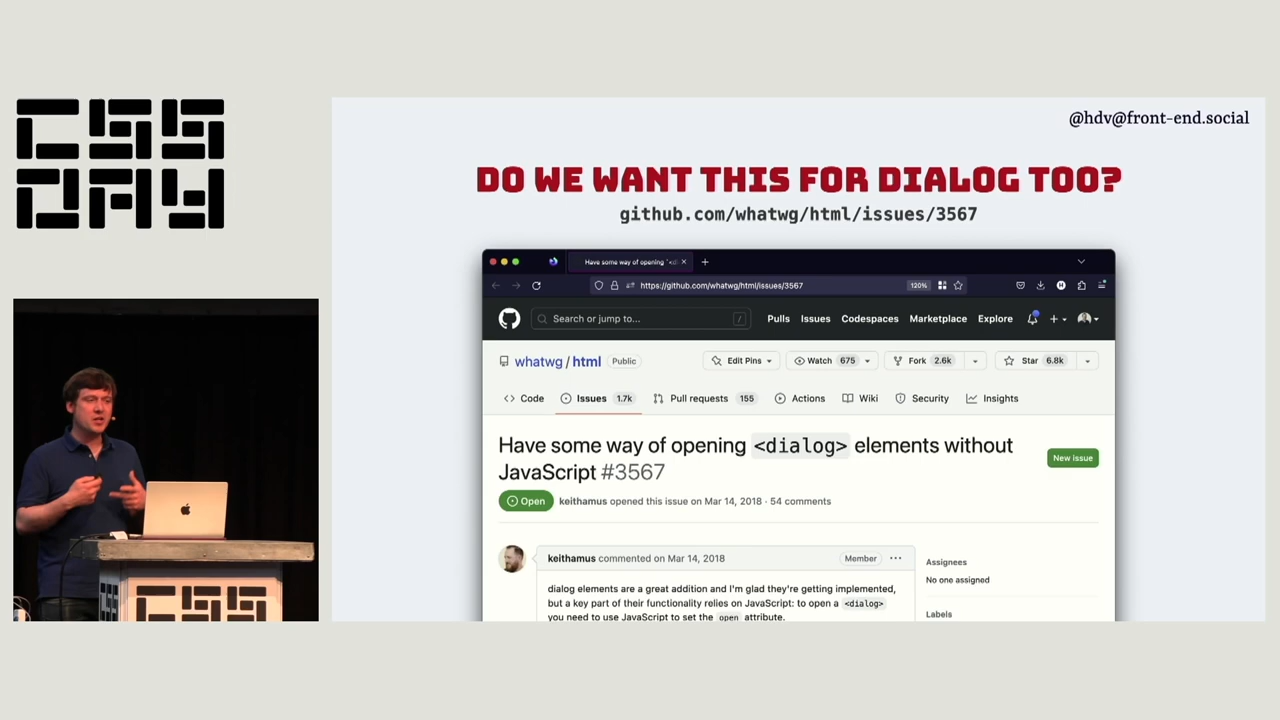 CSS
DAY
@hdv@front-end.social
DO WE WANT THIS FOR DIALOG TOO?
github.com/whatwg/html/issues/3567
Have some way of opening `<di
https://github.com/whatwg/html/issues/3567
120%
Search or jump to...
/
Pulls
Issues
Codespaces
Marketplace
Explore
whatwg / html
Public
Edit Pins
Watch 675
Fork 2.6k
Star 6.8k
Code
Issues 1.7k
Pull requests 155
Actions
Wiki
Security
Insights
Have some way of opening <dialog> elements without
JavaScript #3567
New issue
Open
keithamus opened this issue on Mar 14, 2018 · 54 comments
keithamus commented on Mar 14, 2018
Member
dialog elements are a great addition and I'm glad they're getting implemented,
but a key part of their functionality relies on JavaScript: to open a <dialog>
you need to use JavaScript to set the open attribute.
Assignees
No one assigned
Labels
CSS